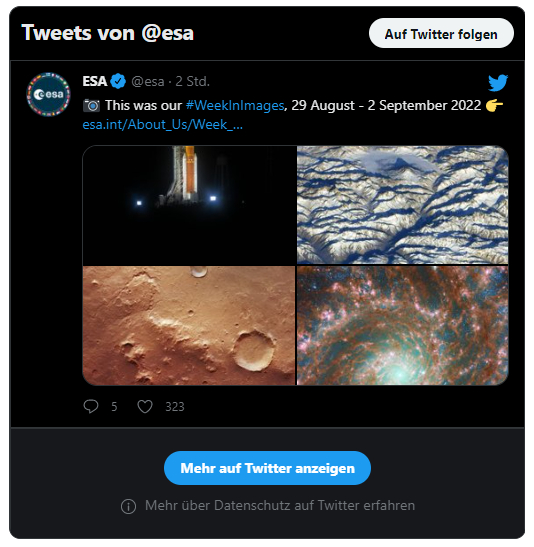 Tweets von @esa
Auf Twitter folgen
esa
ESA @esa · 2 Std.
📷 This was our #WeekInImages, 29 August - 2 September 2022 👉
esa.int/About_Us/Week_…
5 323
Mehr auf Twitter anzeigen
Mehr über Datenschutz auf Twitter erfahren